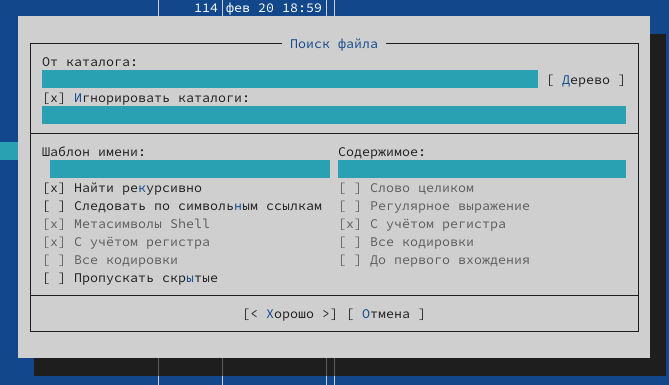 114 фев 20 18:59
Поиск файла
От каталога:
[ Дерево ]
[x] Игнорировать каталоги:
Шаблон имени: Содержимое:
[x] Найти рекурсивно [ ] Слово целиком
[ ] Следовать по символьным ссылкам [ ] Регулярное выражение
[x] Метасимволы Shell [x] С учётом регистра
[x] С учётом регистра [ ] Все кодировки
[ ] Все кодировки [ ] До первого вхождения
[ ] Пропускать скрытые
[< Хорошо >] [ Отмена ]